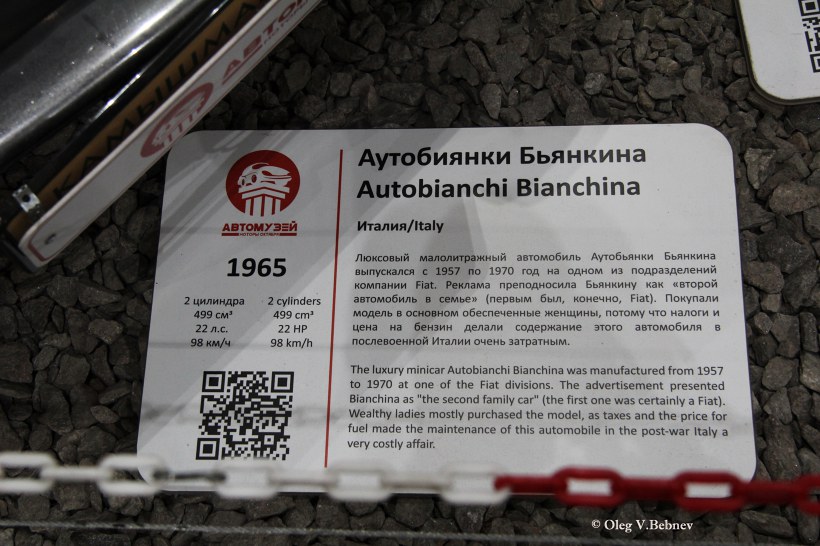 КАМЫШМА
АВТОМ
АВТОМУЗЕЙ
МОТОРЫ ОКТЯБРЯ
1965
2 цилиндра 2 cylinders
499 см³ 499 cm³
22 л.с. 22 HP
98 км/ч 98 km/h
Аутобиянки Бьянкина
Autobianchi Bianchina
Италия/Italy
Люксовый малолитражный автомобиль Аутобьянки Бьянкина
выпускался с 1957 по 1970 год на одном из подразделений
компании Fiat. Реклама преподносила Бьянкину как «второй
автомобиль в семье» (первым был, конечно, Fiat). Покупали
модель в основном обеспеченные женщины, потому что налоги и
цена на бензин делали содержание этого автомобиля в
послевоенной Италии очень затратным.
The luxury minicar Autobianchi Bianchina was manufactured from 1957
to 1970 at one of the Fiat divisions. The advertisement presented
Bianchina as "the second family car" (the first one was certainly a Fiat).
Wealthy ladies mostly purchased the model, as taxes and the price for
fuel made the maintenance of this automobile in the post-war Italy a
very costly affair.
© Oleg V.Bebnev